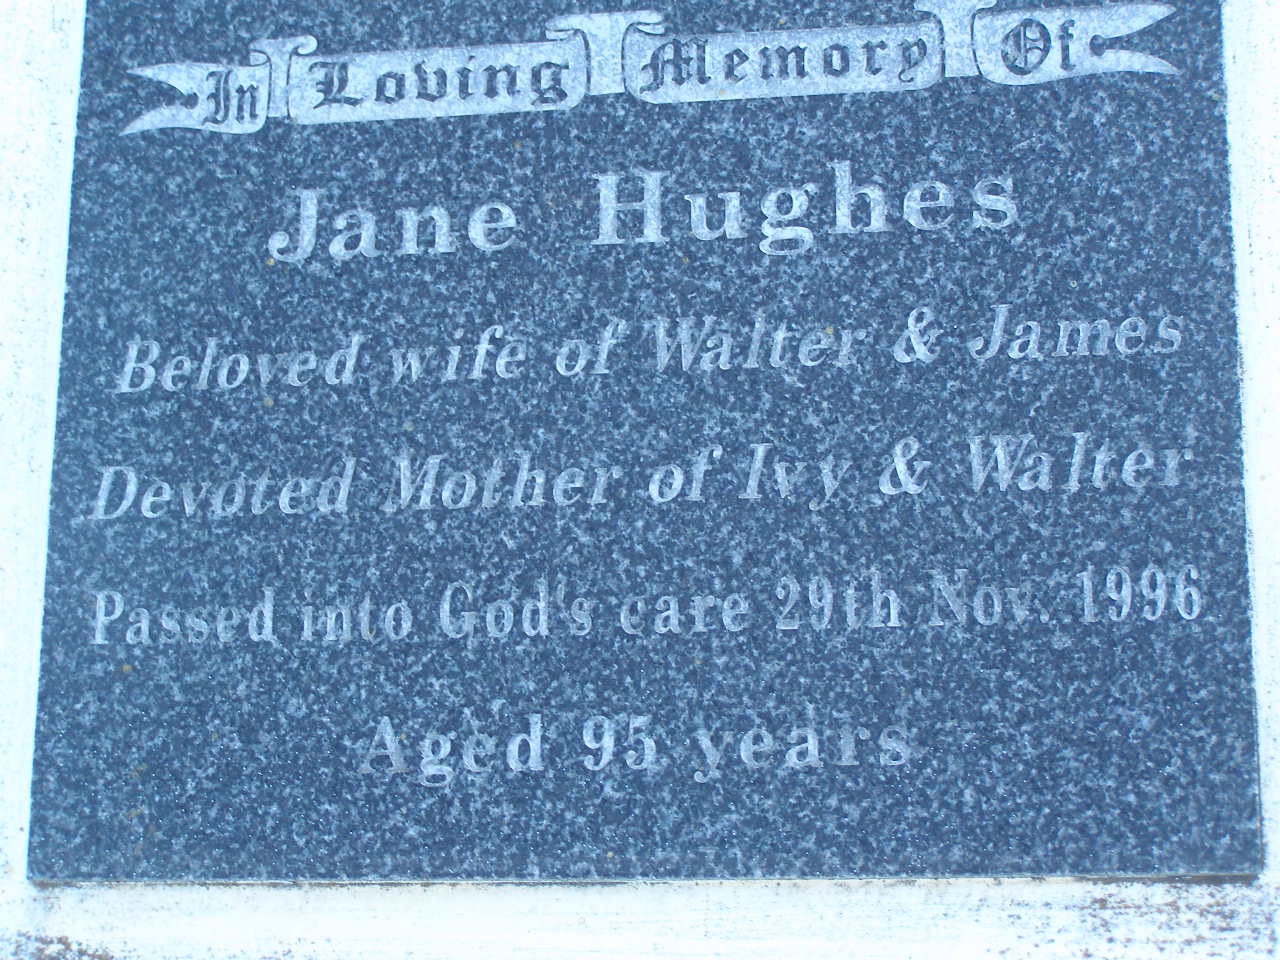 In Loving Memory Of
Jane Hughes
Beloved wife of Walter & James
Devoted Mother of Ivy & Walter
Passed into God's care 29th Nov. 1996
Aged 95 years